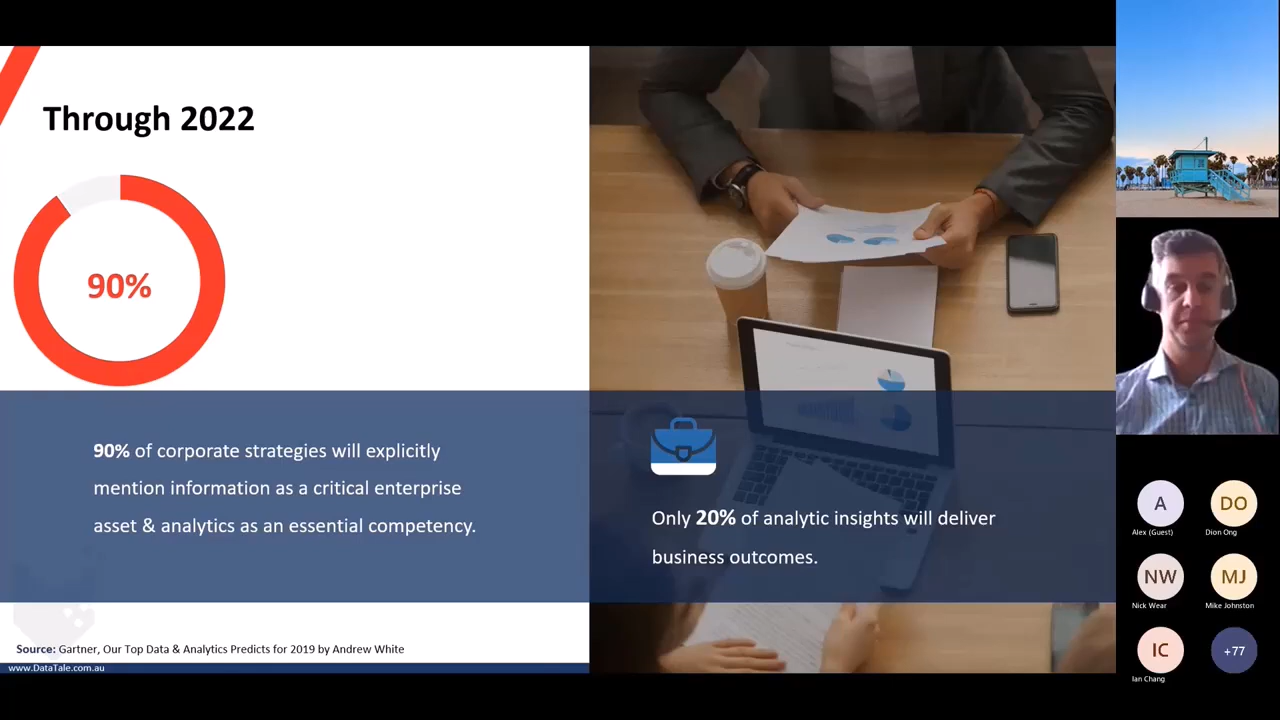 Through 2022
90%
90% of corporate strategies will explicitly
mention information as a critical enterprise
asset & analytics as an essential competency.
Only 20% of analytic insights will deliver
business outcomes.
Source: Gartner, Our Top Data & Analytics Predicts for 2019 by Andrew White
www.DataTale.com.au
A
DO
Alex (Guest)
Dion Ong
NW
MJ
Nick Wear
Mike Johnston
IC
+77
Ian Chang